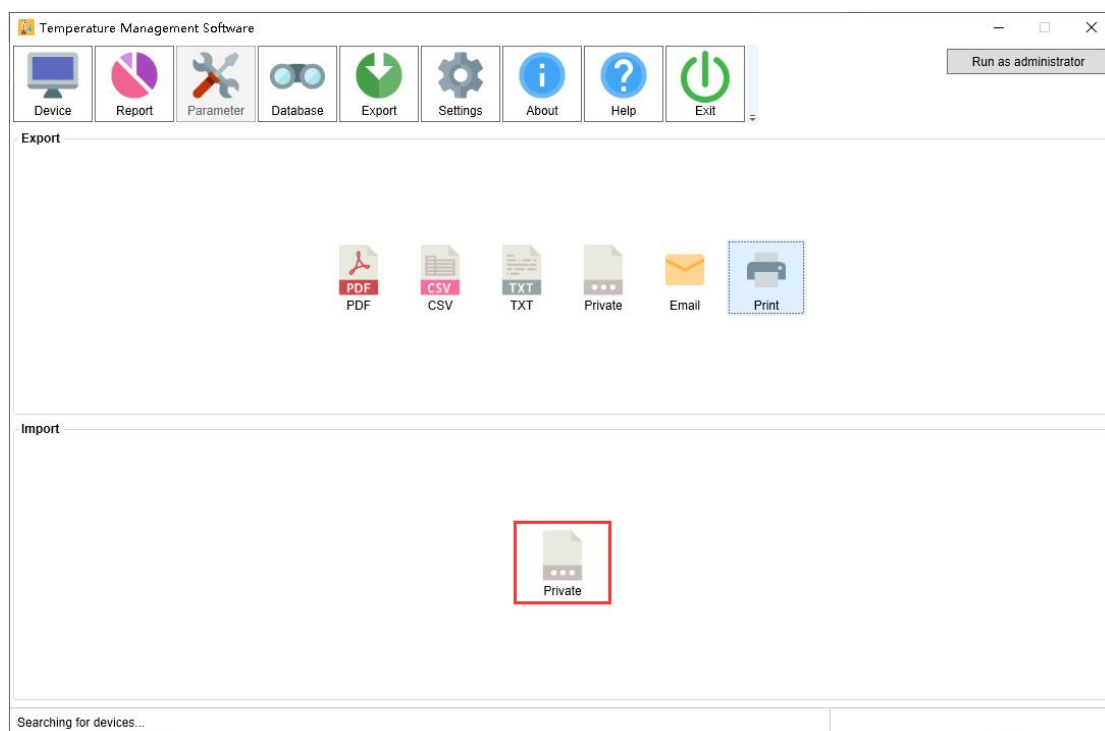 Temperature Management Software
Run as administrator
Device Report Parameter Database Export Settings About Help Exit
Export
PDF CSV TXT
PDF CSV TXT Private Email Print
Import
Private
Searching for devices...